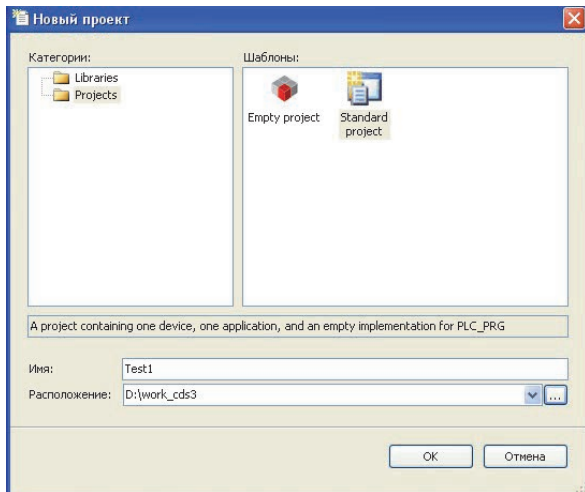 Новый проект
Категории:
Шаблоны:
Libraries
Projects
Empty project
Standard
project
A project containing one device, one application, and an empty implementation for PLC_PRG
Имя:
Test1
Расположение:
D:\work_cds3
...
OK
Отмена